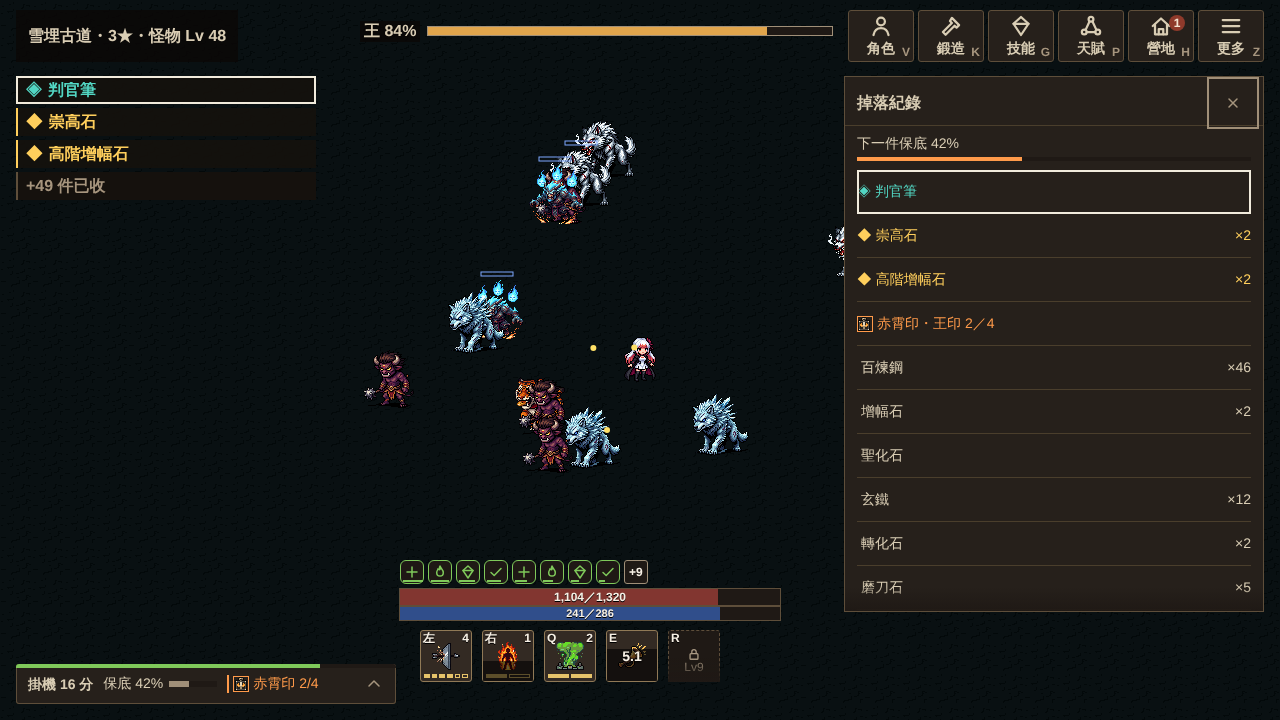 雪埋古道・3★・怪物 Lv 48
王 84%
角色 V
鍛造 K
技能 G
天賦 P
營地 H
1
更多 Z
判官筆
崇高石
高階增幅石
+49 件已收
掉落紀錄
×
下一件保底 42%
判官筆
崇高石 ×2
高階增幅石 ×2
赤霄印・王印 2／4
百煉鋼 ×46
增幅石 ×2
聖化石
玄鐵 ×12
轉化石 ×2
磨刀石 ×5
+9
1,104／1,320
241／286
左 4
右 1
Q 2
E 5.1
R Lv9
掛機 16 分 保底 42% 赤霄印 2/4